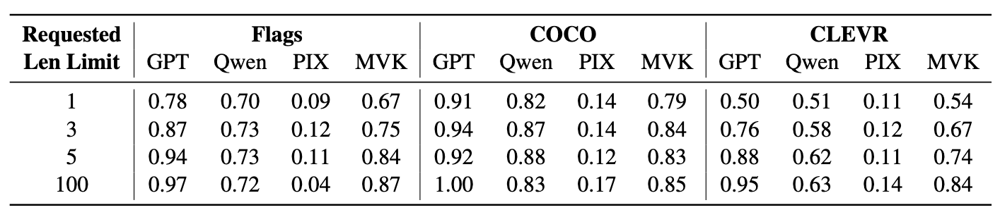 Requested Flags COCO CLEVR
Len Limit GPT Qwen PIX MVK GPT Qwen PIX MVK GPT Qwen PIX MVK
1 0.78 0.70 0.09 0.67 0.91 0.82 0.14 0.79 0.50 0.51 0.11 0.54
3 0.87 0.73 0.12 0.75 0.94 0.87 0.14 0.84 0.76 0.58 0.12 0.67
5 0.94 0.73 0.11 0.84 0.92 0.88 0.12 0.83 0.88 0.62 0.11 0.74
100 0.97 0.72 0.04 0.87 1.00 0.83 0.17 0.85 0.95 0.63 0.14 0.84